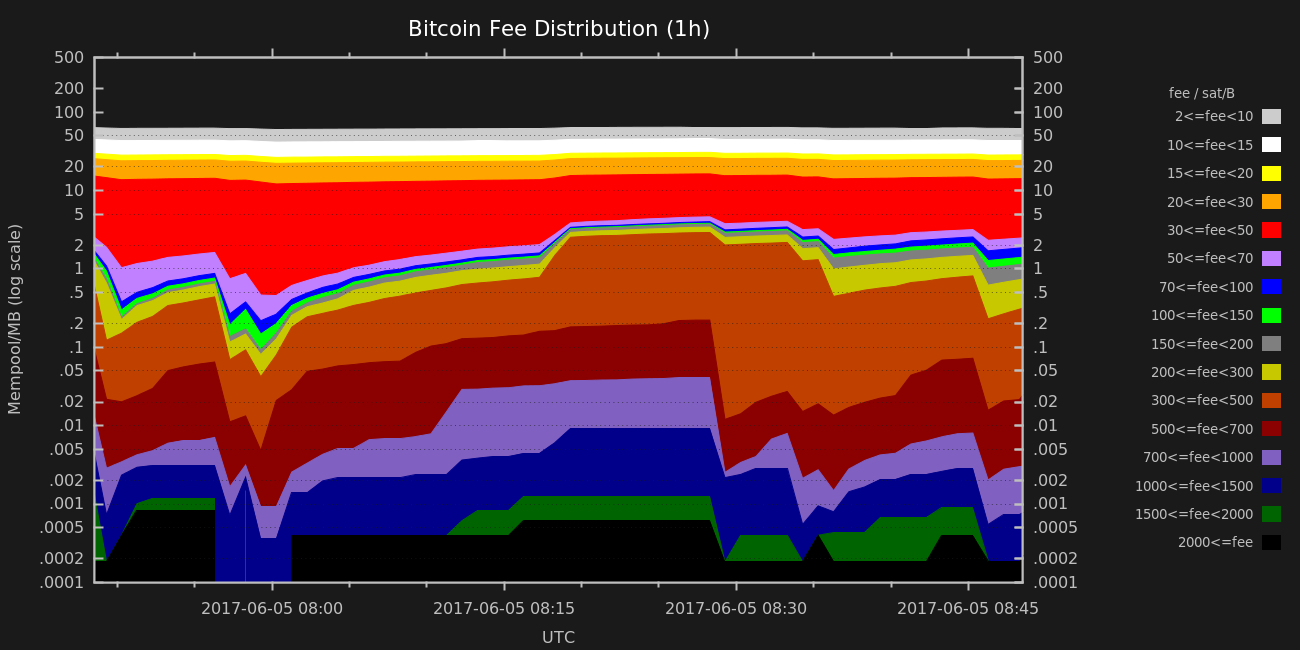 Bitcoin Fee Distribution (1h)
500
200
100
50
20
10
5
2
1
.5
.2
.1
.05
.02
.01
.005
.002
.001
.0005
.0002
.0001
Mempool/MB (log scale)
500
200
100
50
20
10
5
2
1
.5
.2
.1
.05
.02
.01
.005
.002
.001
.0005
.0002
.0001
2017-06-05 08:00 2017-06-05 08:15 2017-06-05 08:30 2017-06-05 08:45
UTC
fee / sat/B
2<=fee<10
10<=fee<15
15<=fee<20
20<=fee<30
30<=fee<50
50<=fee<70
70<=fee<100
100<=fee<150
150<=fee<200
200<=fee<300
300<=fee<500
500<=fee<700
700<=fee<1000
1000<=fee<1500
1500<=fee<2000
2000<=fee